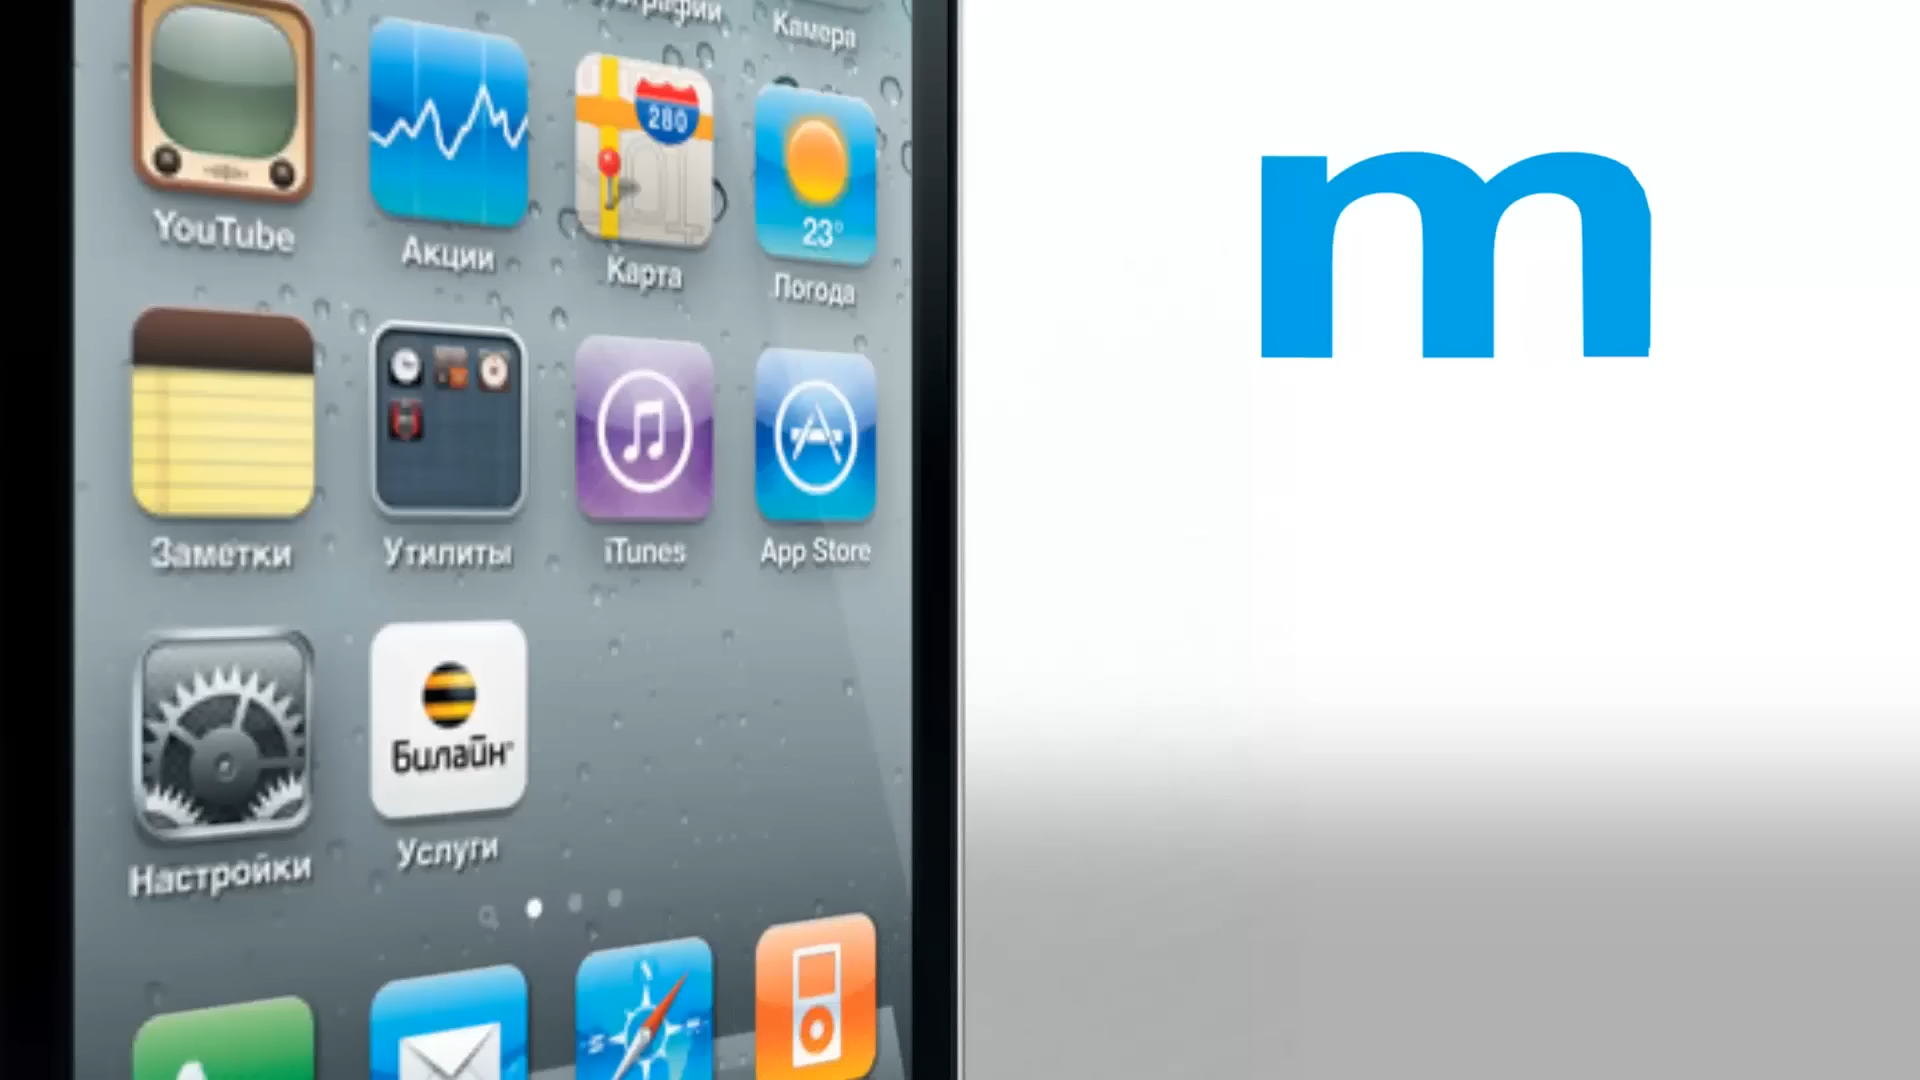 Камера
280
23°
YouTube
Акции
Карта
Погода
Заметки
Утилиты
iTunes
App Store
Билайн
Настройки
Услуги
m